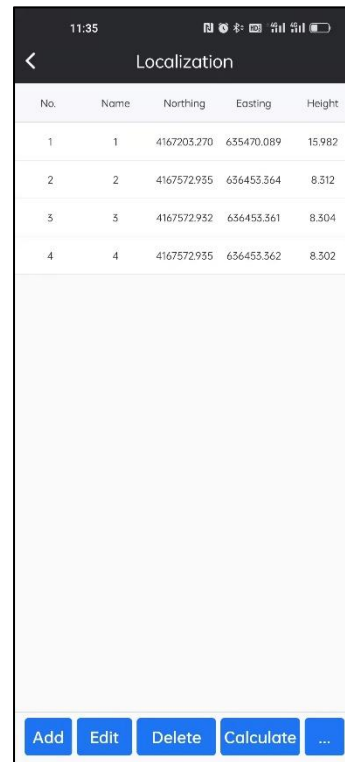 11:35
Localization
No. Name Northing Easting Height
1 1 4167203.270 635470.089 15.982
2 2 4167572.935 636453.364 8.312
3 3 4167572.932 636453.361 8.304
4 4 4167572.935 636453.362 8.302
Add Edit Delete Calculate ...